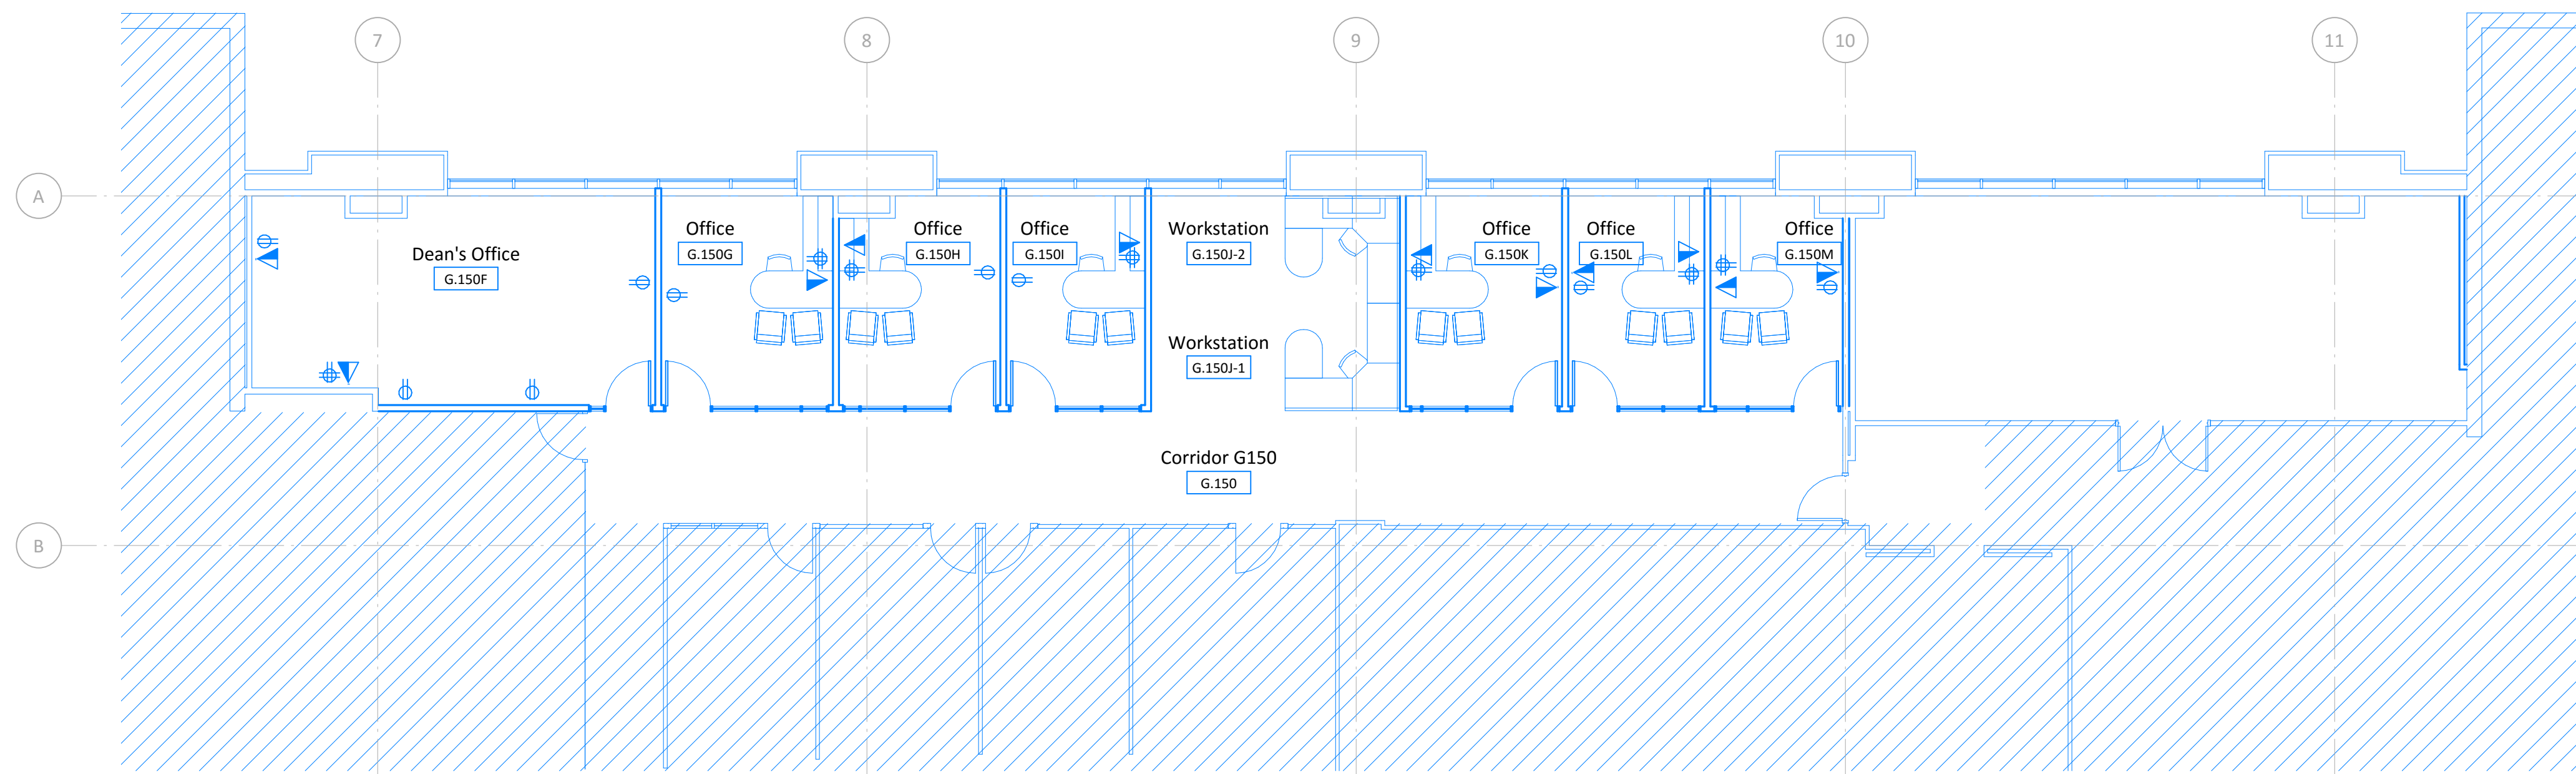 7
8
9
10
11
A
Dean's Office
G.150F
Office
G.150G
Office
G.150H
Office
G.150I
Workstation
G.150J-2
Office
G.150K
Office
G.150L
Office
G.150M
Workstation
G.150J-1
Corridor G150
G.150
B